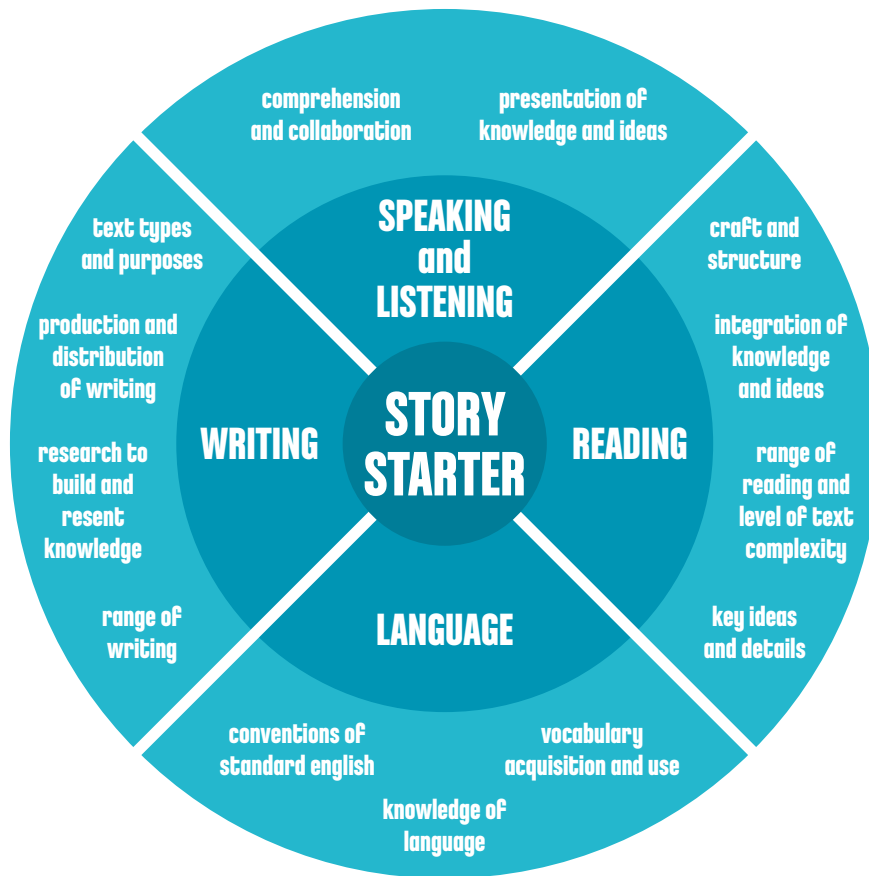 comprehension
and collaboration
presentation of
knowledge and ideas
SPEAKING
and
LISTENING
text types
and purposes
production and
distribution
of writing
research to
build and
resent
knowledge
range of
writing
WRITING
STORY
STARTER
READING
craft and
structure
integration of
knowledge
and ideas
range of
reading and
level of text
complexity
key ideas
and details
LANGUAGE
conventions of
standard english
vocabulary
acquisition and use
knowledge of
language